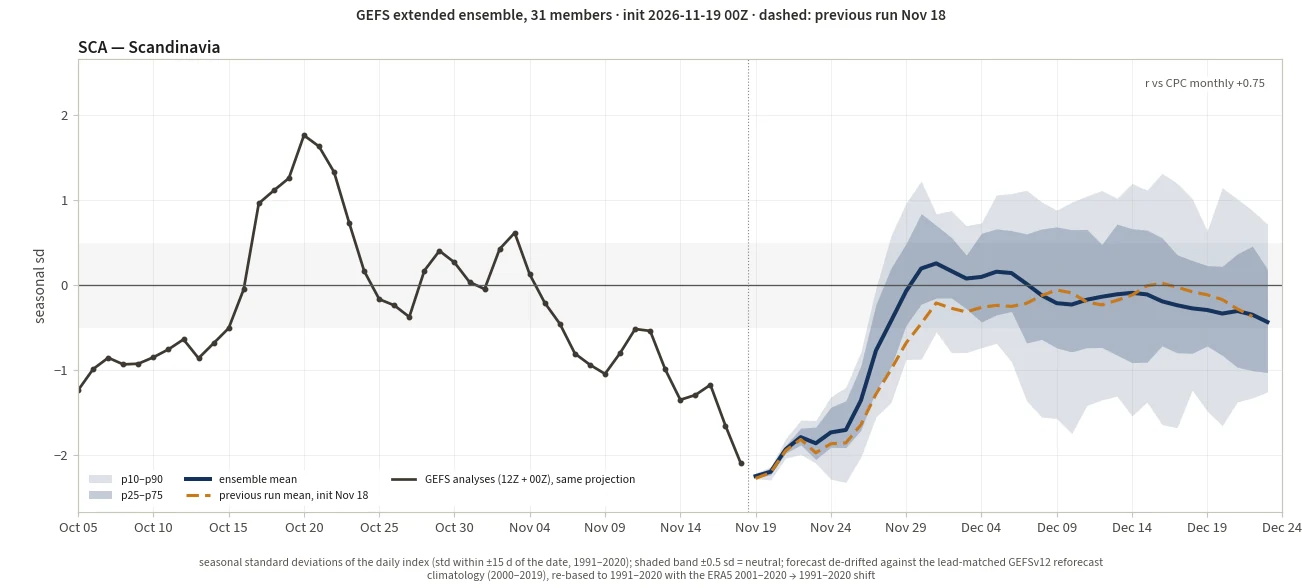 GEFS extended ensemble, 31 members · init 2026-11-19 00Z · dashed: previous run Nov 18
SCA — Scandinavia
r vs CPC monthly +0.75
seasonal sd
2
1
0
−1
−2
p10–p90
p25–p75
ensemble mean
previous run mean, init Nov 18
GEFS analyses (12Z + 00Z), same projection
Oct 05 Oct 10 Oct 15 Oct 20 Oct 25 Oct 30 Nov 04 Nov 09 Nov 14 Nov 19 Nov 24 Nov 29 Dec 04 Dec 09 Dec 14 Dec 19 Dec 24
seasonal standard deviations of the daily index (std within ±15 d of the date, 1991–2020); shaded band ±0.5 sd = neutral; forecast de-drifted against the lead-matched GEFSv12 reforecast
climatology (2000–2019), re-based to 1991–2020 with the ERA5 2001–2020 → 1991–2020 shift